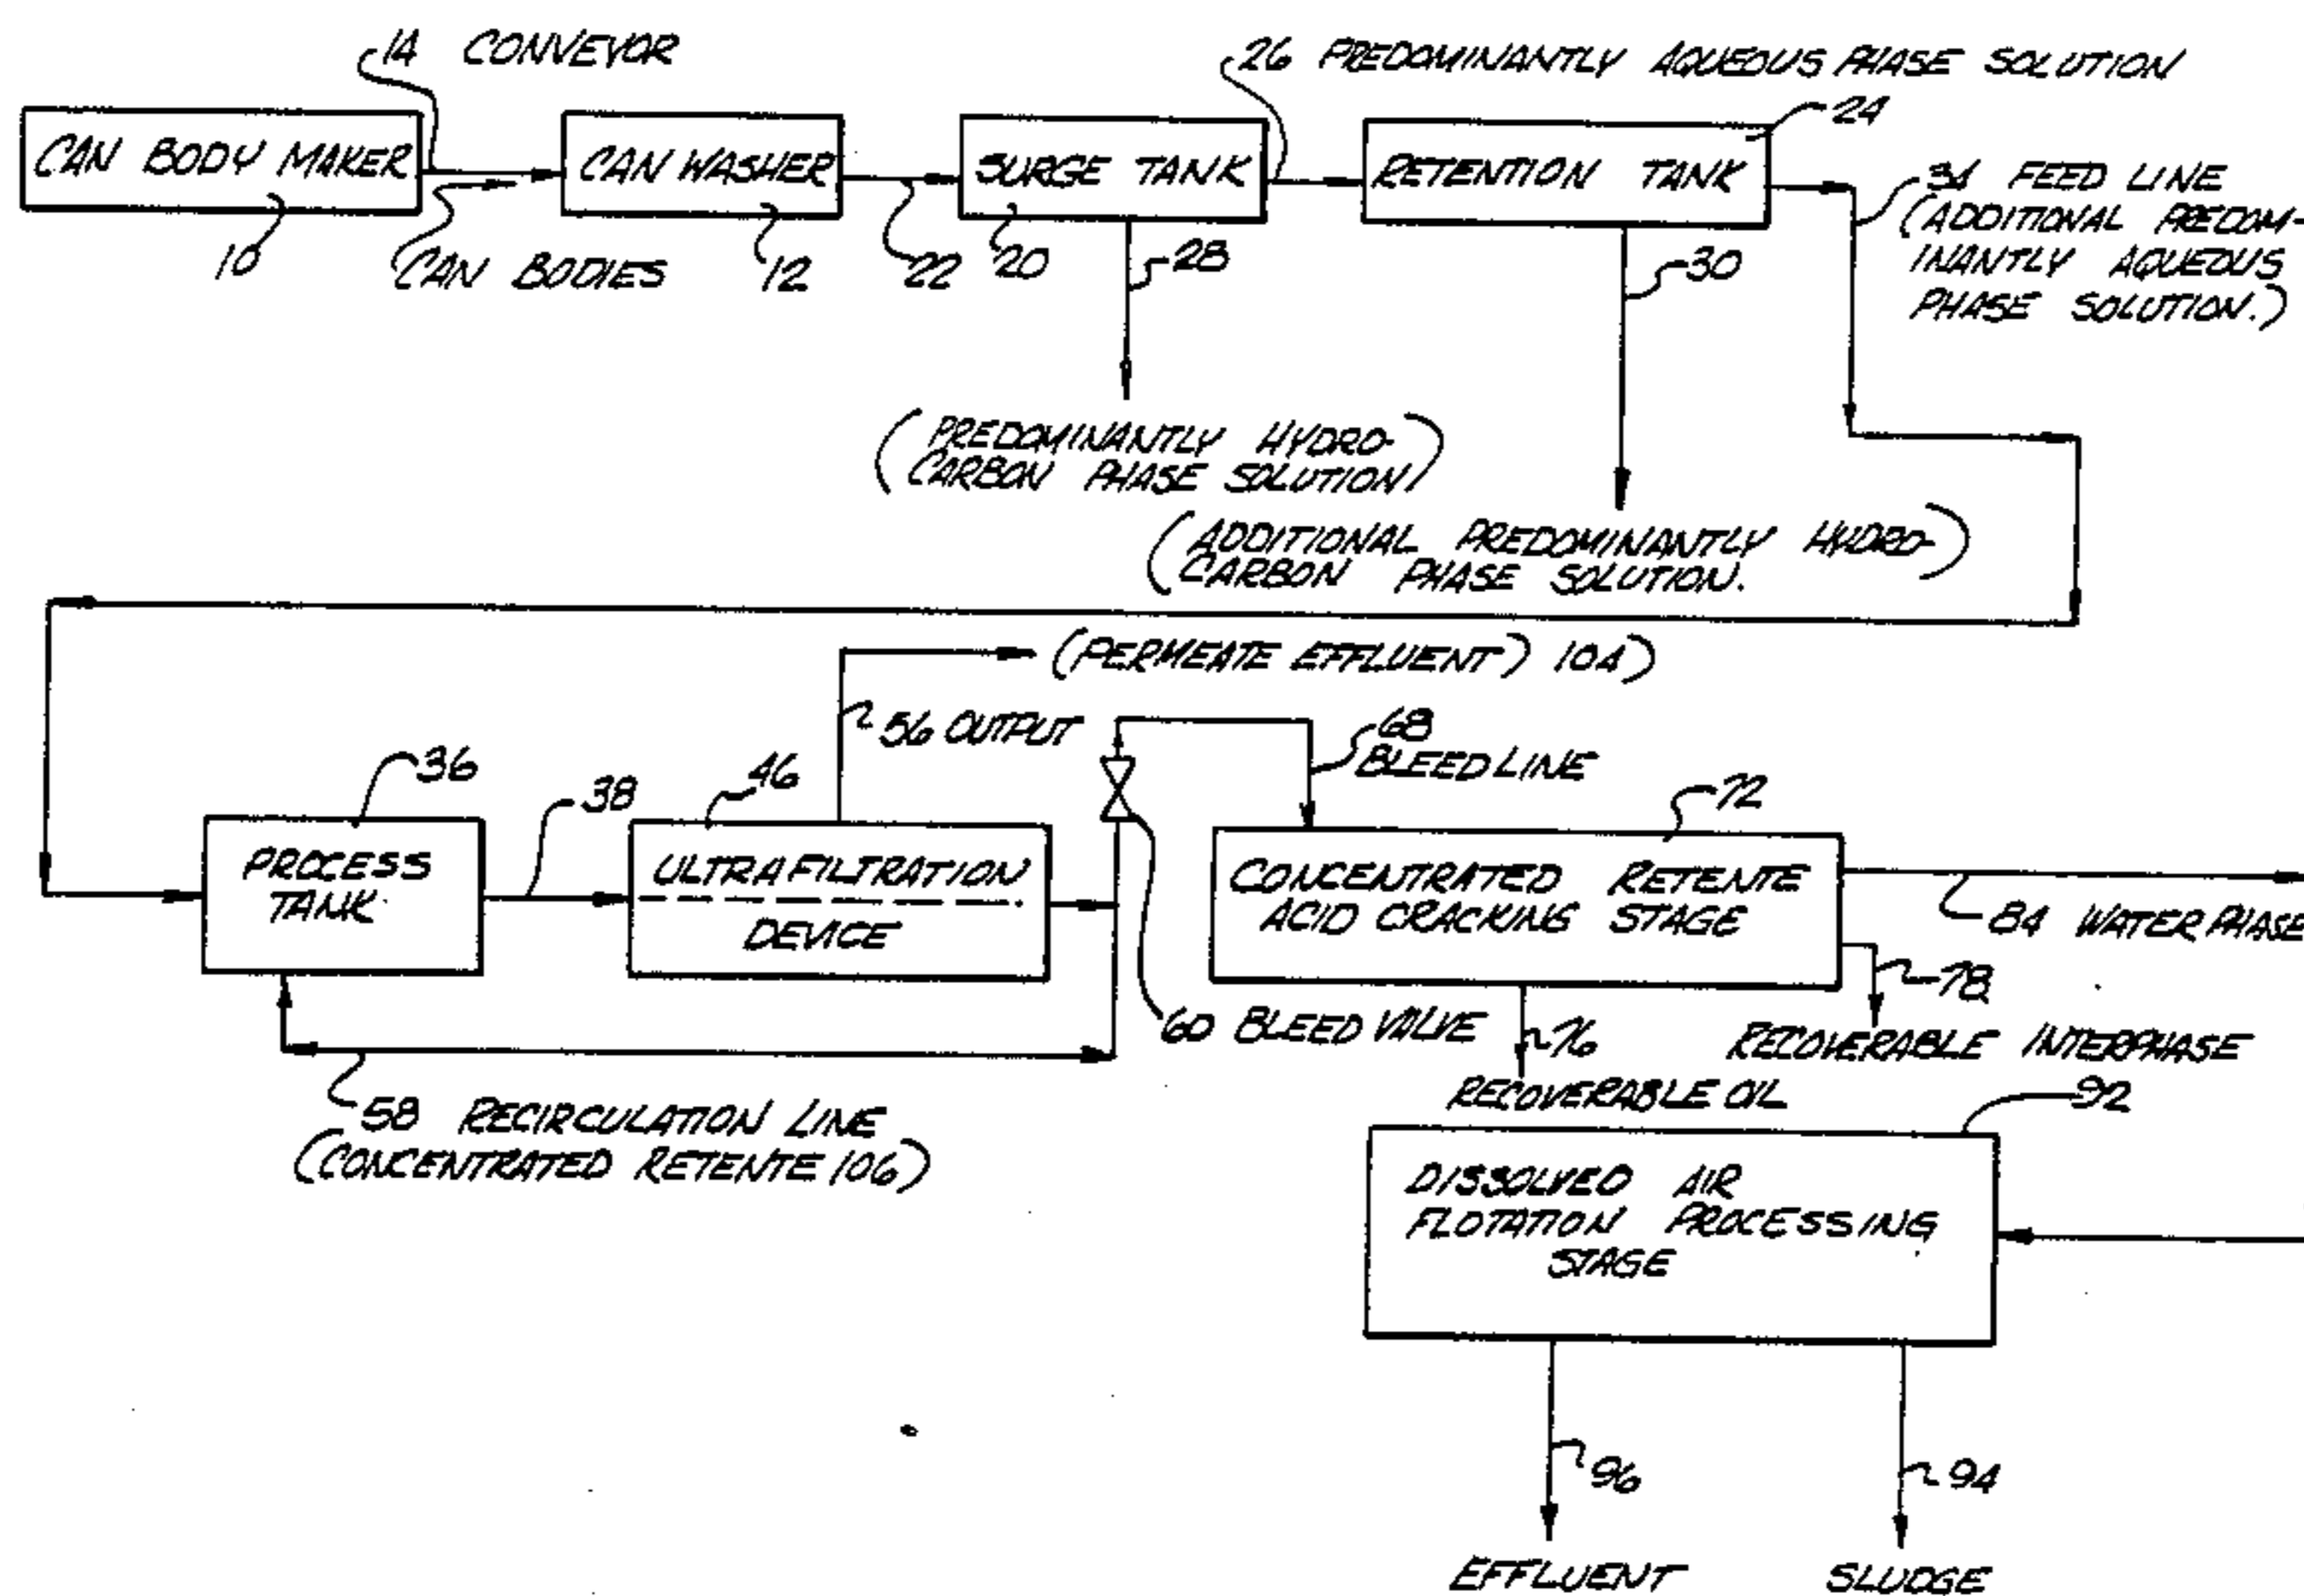 14 CONVEYOR
26 PREDOMINANTLY AQUEOUS PHASE SOLUTION
24
CAN BODY MAKER
CAN WASHER
SURGE TANK
RETENTION TANK
34 FEED LINE
(ADDITIONAL PREDOM-
INANTLY AQUEOUS
PHASE SOLUTION.)
10
CAN BODIES
12
22
20
28
30
(PREDOMINANTLY HYDRO-
CARBON PHASE SOLUTION)
(ADDITIONAL PREDOMINANTLY HYDRO-
CARBON PHASE SOLUTION.)
(PERMEATE EFFLUENT) 104)
56 OUTPUT
68
BLEED LINE
36
38
46
72
PROCESS
TANK
ULTRAFILTRATION
DEVICE
CONCENTRATED RETENTE
ACID CRACKING STAGE
84 WATER PHASE
78
60 BLEED VALVE
76
RECOVERABLE INTERPHASE
RECOVERABLE OIL
92
58 RECIRCULATION LINE
(CONCENTRATED RETENTE 106)
DISSOLVED AIR
FLOTATION PROCESSING
STAGE
96
94
EFFLUENT
SLUDGE